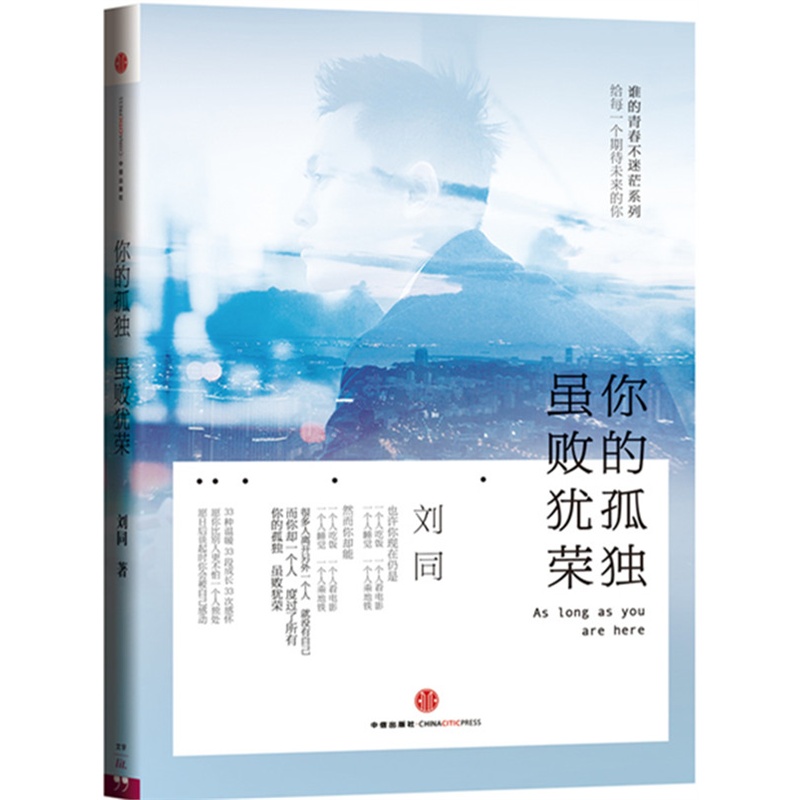 谁的青春不迷茫系列
给每一个期待未来的你
你的孤独
虽败犹荣
As long as you
are here
刘同
也许你现在仍是
一个人吃饭 一个人看电影
一个人睡觉 一个人乘地铁
然而你却能
一个人吃饭 一个人看电影
一个人睡觉 一个人乘地铁
很多人离开另外一个人 就没有自己
而你却一个人 度过了所有
你的孤独 虽败犹荣
33种温暖 33段成长 33次感怀
愿你比别人更不怕一个人独处
愿日后谈起时你会被自己感动
中信出版社·CHINACITICPRESS
中信出版社
你的孤独 虽败犹荣
刘同 著
文学
Lit.